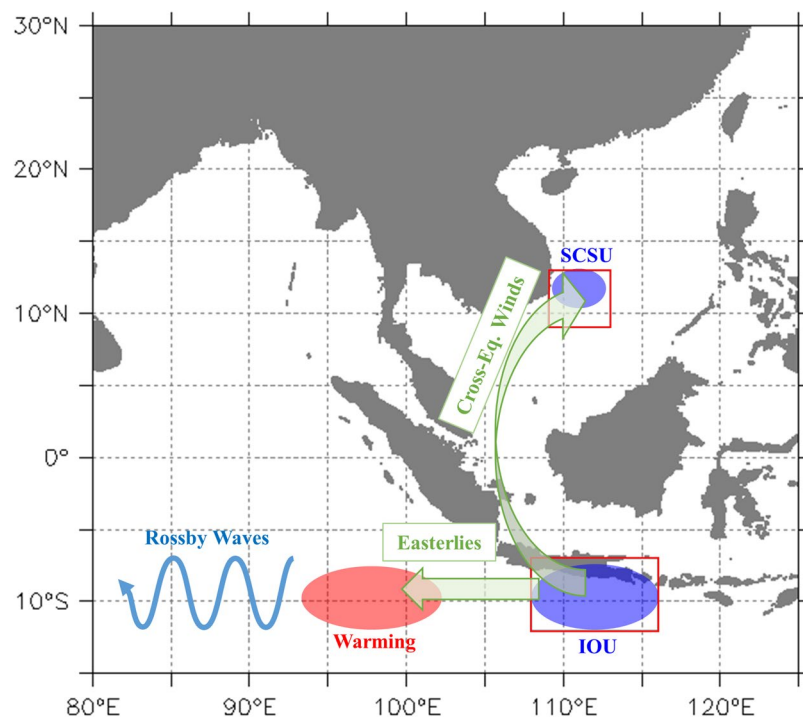 30°N
20°N
SCSU
10°N
Cross-Eq. Winds
0°
Rossby Waves
Easterlies
10°S
Warming
IOU
80°E 90°E 100°E 110°E 120°E